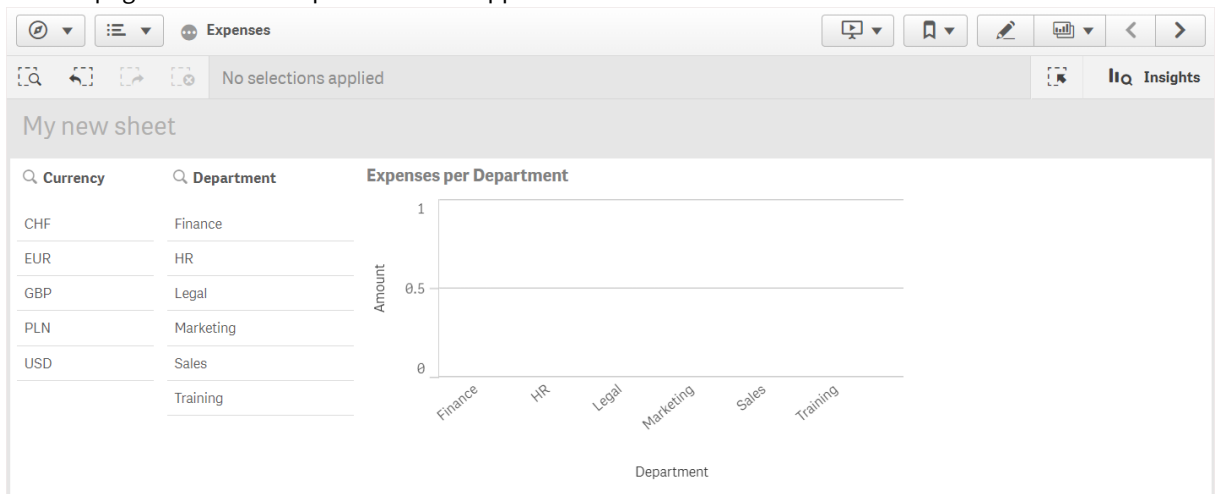 Expenses
No selections applied
Insights
My new sheet
Currency
CHF
EUR
GBP
PLN
USD
Department
Finance
HR
Legal
Marketing
Sales
Training
Expenses per Department
1
0.5
0
Amount
Finance
HR
Legal
Marketing
Sales
Training
Department